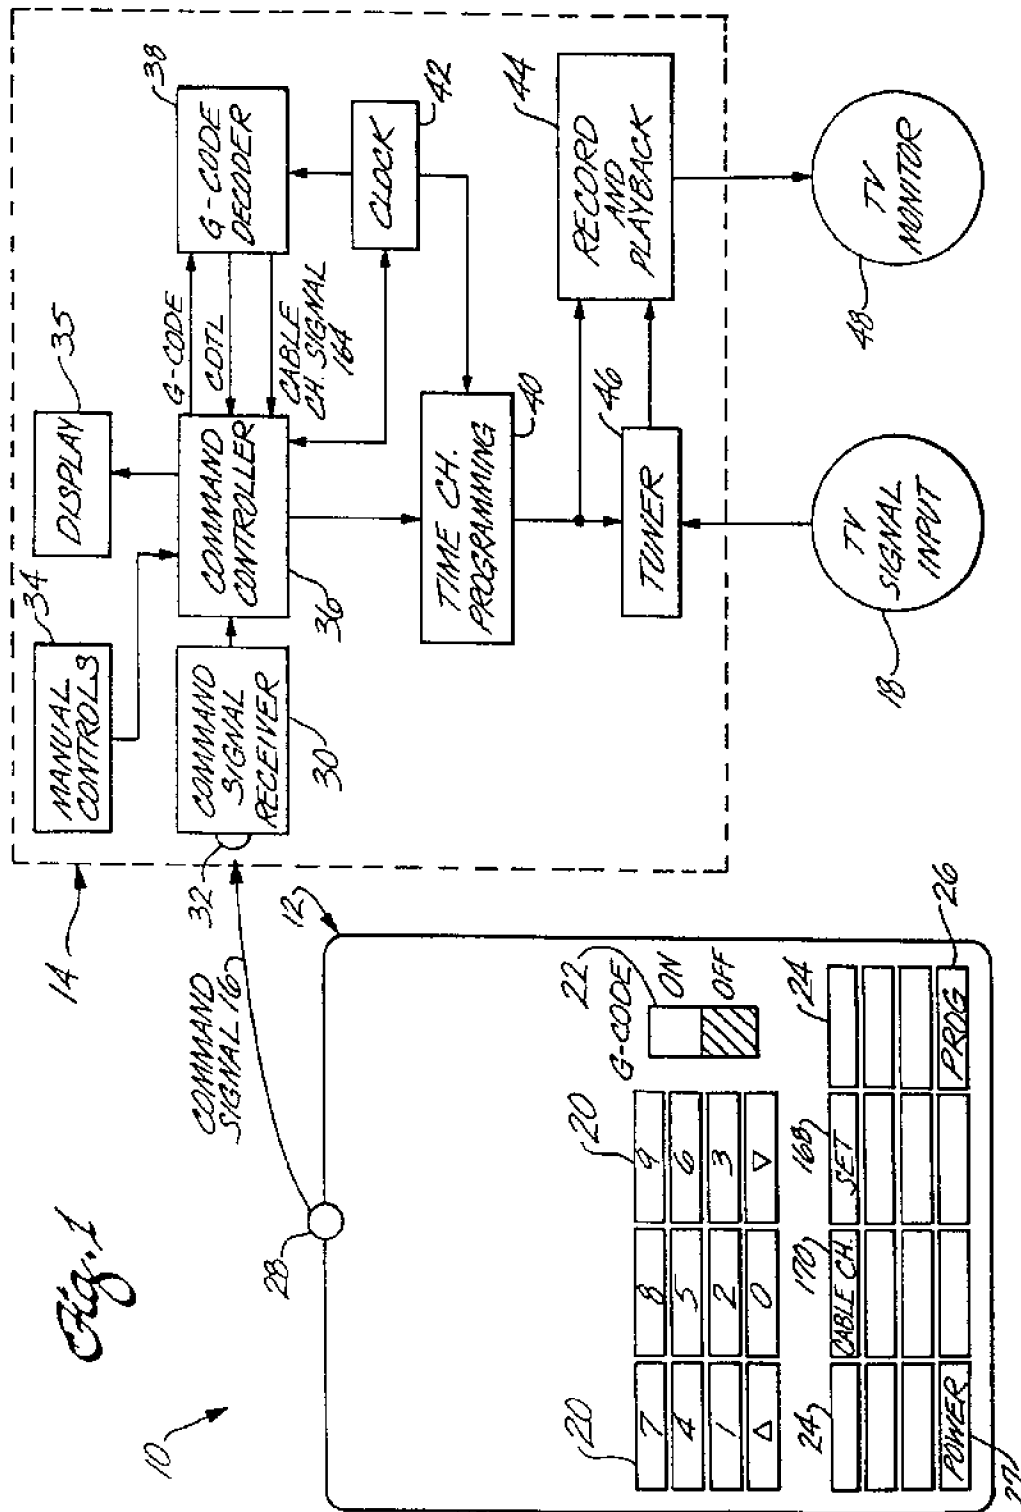 Fig. 1
10
14
MANUAL
CONTROLS
34
DISPLAY
35
G-CODE
DECODER
38
G-CODE
CDTL
CABLE
CH. SIGNAL
164
COMMAND
SIGNAL
RECEIVER
30
32
COMMAND
CONTROLLER
36
CLOCK
42
TIME CH.
PROGRAMMING
40
RECORD
AND
PLAYBACK
44
TUNER
46
TV
SIGNAL
INPUT
18
TV
MONITOR
48
COMMAND
SIGNAL 16
28
12
20
20
G-CODE
22
ON
OFF
7 8 9
4 5 6
1 2 3
△ 0 ▽
24
170
168
24
CABLE CH.
SET
POWER
PROG
27
26